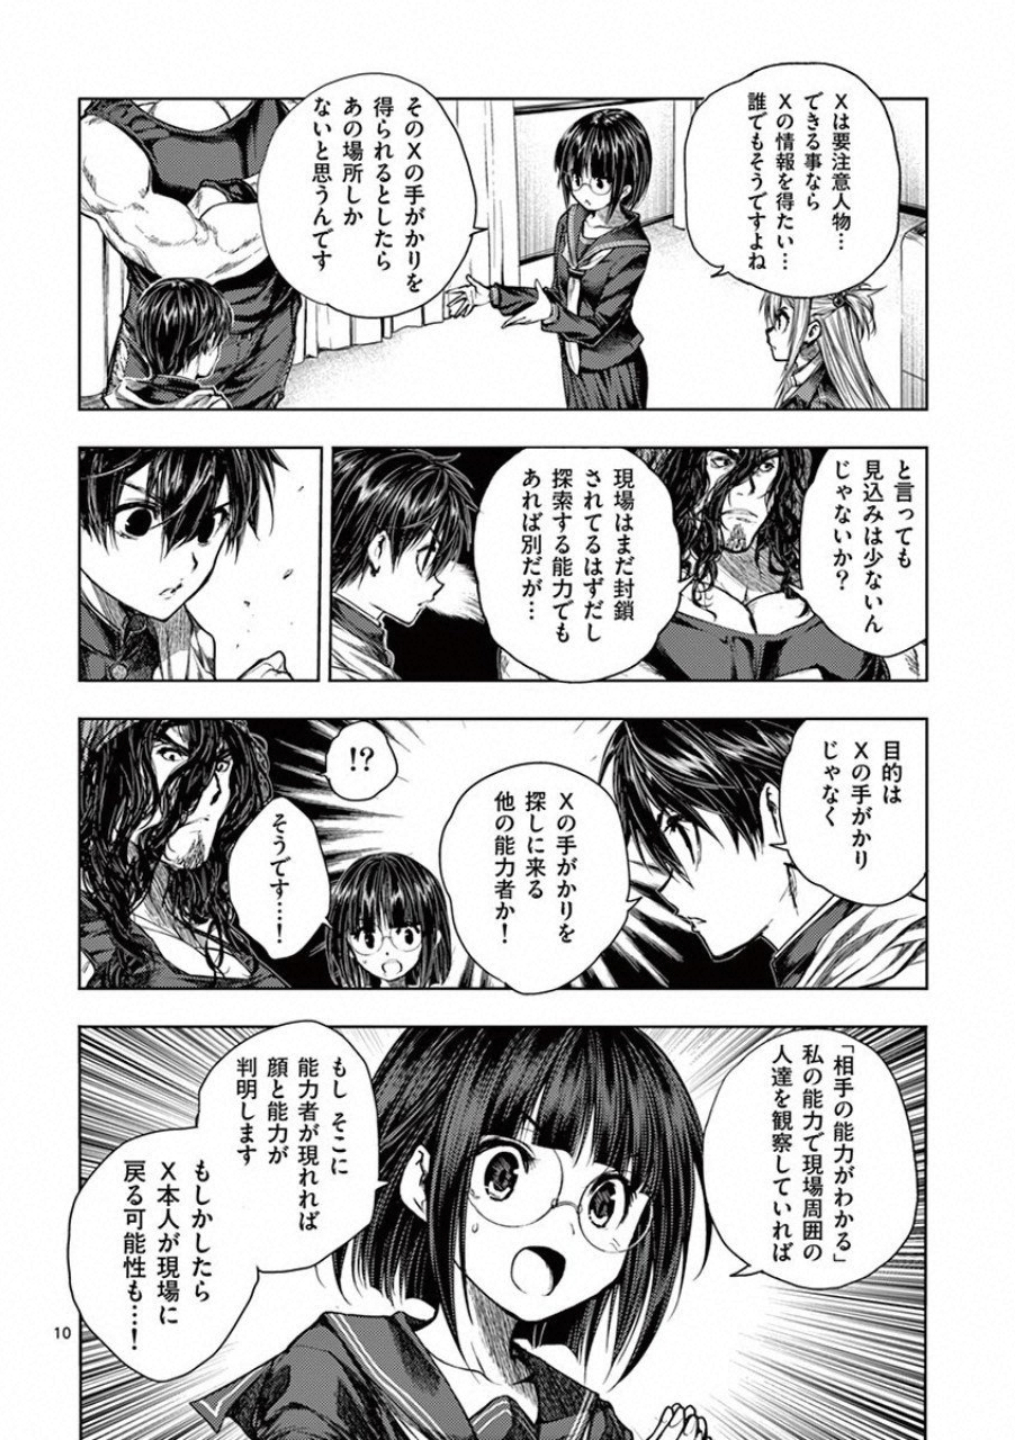 Xは要注意人物…
できる事なら
Xの情報を得たい…
誰でもそうですよね
そのXの手がかりを
得られるとしたら
あの場所しか
ないと思うんです
と言っても
見込みは少ないん
じゃないか?
現場はまだ封鎖
されてるはずだし
探索する能力でも
あれば別だが…
目的は
Xの手がかり
じゃなく
Xの手がかりを
探しに来る
他の能力者か!
!?
そうです…!
「相手の能力がわかる」
私の能力で現場周囲の
人達を観察していれば
もし そこに
能力者が現れれば
顔と能力が
判明します
もしかしたら
X本人が現場に
戻る可能性も…!
10